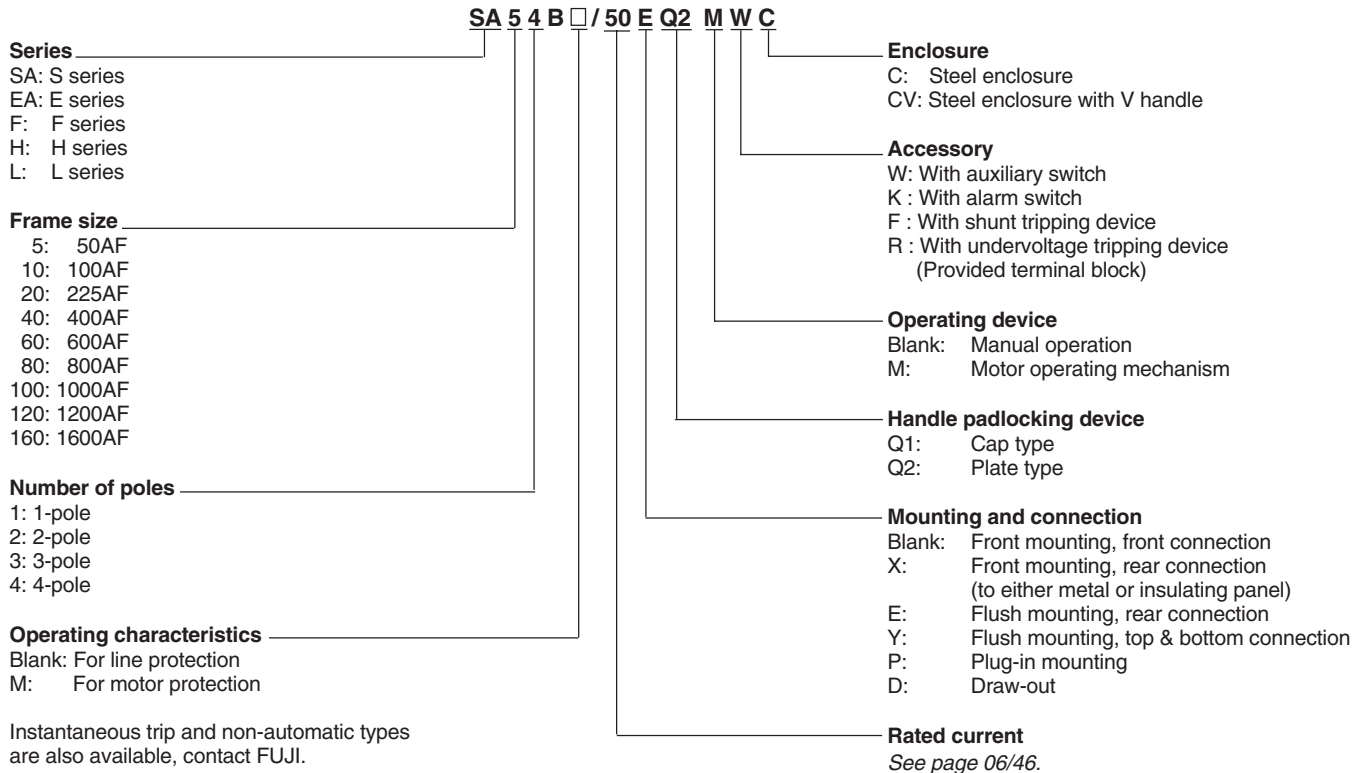 SA 5 4 B □ / 50 E Q2 M W C
Series
SA: S series
EA: E series
F: F series
H: H series
L: L series
Frame size
5: 50AF
10: 100AF
20: 225AF
40: 400AF
60: 600AF
80: 800AF
100: 1000AF
120: 1200AF
160: 1600AF
Number of poles
1: 1-pole
2: 2-pole
3: 3-pole
4: 4-pole
Operating characteristics
Blank: For line protection
M: For motor protection
Instantaneous trip and non-automatic types
are also available, contact FUJI.
Enclosure
C: Steel enclosure
CV: Steel enclosure with V handle
Accessory
W: With auxiliary switch
K : With alarm switch
F : With shunt tripping device
R : With undervoltage tripping device
(Provided terminal block)
Operating device
Blank: Manual operation
M: Motor operating mechanism
Handle padlocking device
Q1: Cap type
Q2: Plate type
Mounting and connection
Blank: Front mounting, front connection
X: Front mounting, rear connection
(to either metal or insulating panel)
E: Flush mounting, rear connection
Y: Flush mounting, top & bottom connection
P: Plug-in mounting
D: Draw-out
Rated current
See page 06/46.